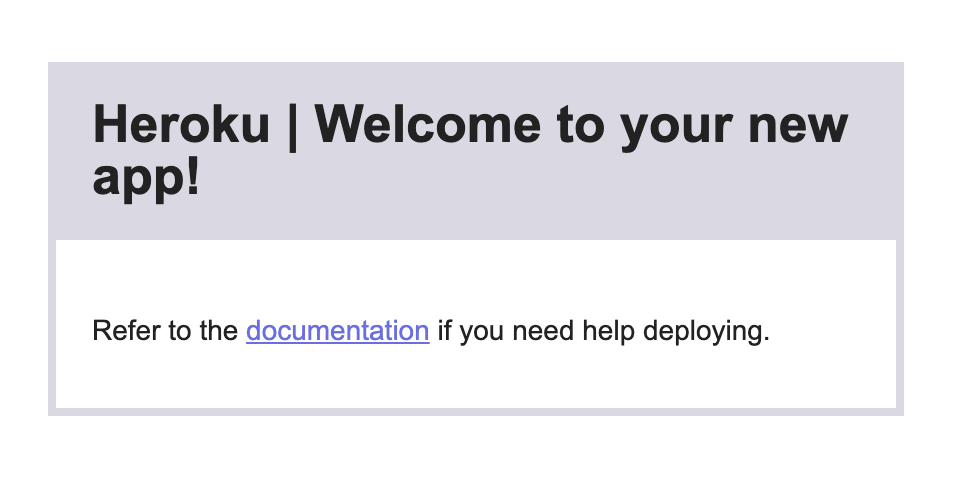 Heroku | Welcome to your new
app!
Refer to the documentation if you need help deploying.